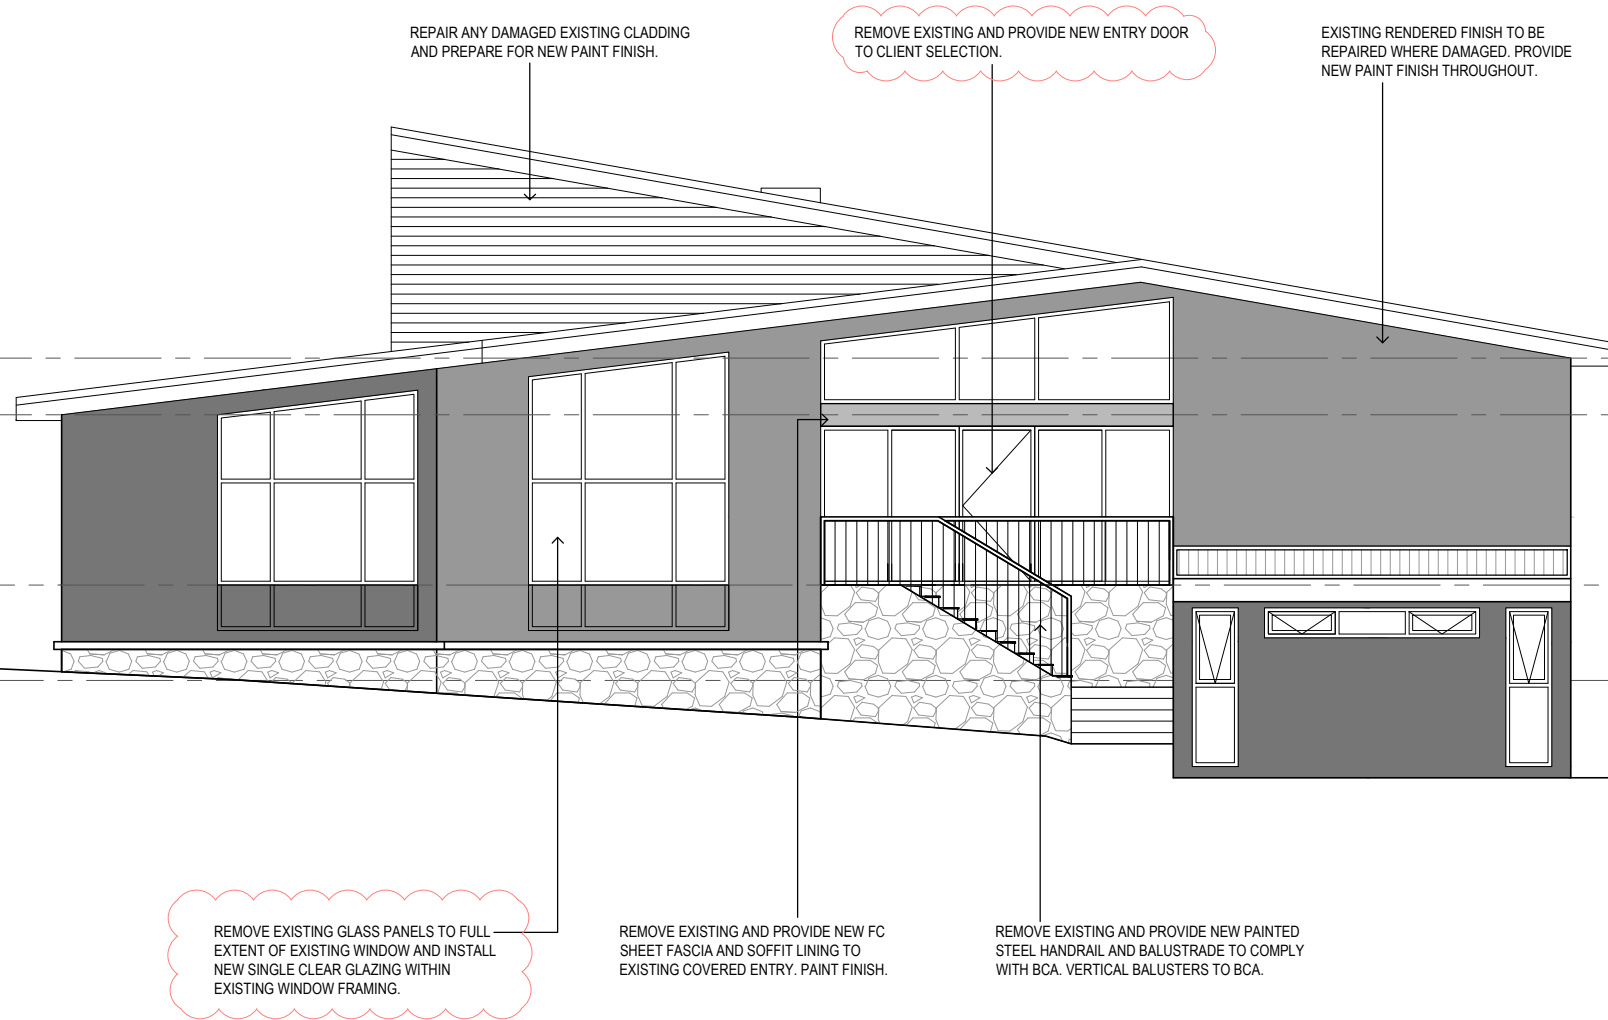 REPAIR ANY DAMAGED EXISTING CLADDING
AND PREPARE FOR NEW PAINT FINISH.
REMOVE EXISTING AND PROVIDE NEW ENTRY DOOR
TO CLIENT SELECTION.
EXISTING RENDERED FINISH TO BE
REPAIRED WHERE DAMAGED. PROVIDE
NEW PAINT FINISH THROUGHOUT.
REMOVE EXISTING GLASS PANELS TO FULL
EXTENT OF EXISTING WINDOW AND INSTALL
NEW SINGLE CLEAR GLAZING WITHIN
EXISTING WINDOW FRAMING.
REMOVE EXISTING AND PROVIDE NEW FC
SHEET FASCIA AND SOFFIT LINING TO
EXISTING COVERED ENTRY. PAINT FINISH.
REMOVE EXISTING AND PROVIDE NEW PAINTED
STEEL HANDRAIL AND BALUSTRADE TO COMPLY
WITH BCA. VERTICAL BALUSTERS TO BCA.